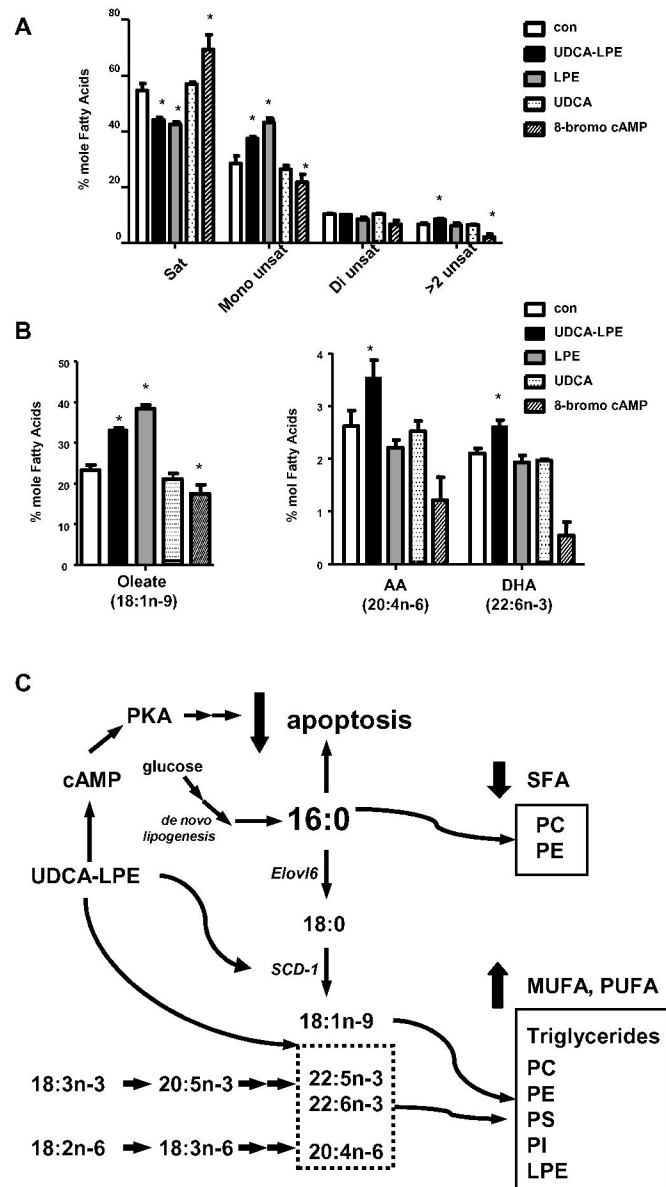 A
% mole Fatty Acids
80
60
40
20
0
*
*
*
*
*
*
*
*
Sat
Mono unsat
Di unsat
>2 unsat
con
UDCA-LPE
LPE
UDCA
8-bromo cAMP
B
% mole Fatty Acids
50
40
30
20
10
0
*
*
*
Oleate
(18:1n-9)
% mol Fatty Acids
4
3
2
1
0
*
*
AA
(20:4n-6)
DHA
(22:6n-3)
con
UDCA-LPE
LPE
UDCA
8-bromo cAMP
C
PKA
apoptosis
cAMP
glucose
de novo
lipogenesis
16:0
SFA
PC
PE
UDCA-LPE
Elovl6
18:0
SCD-1
18:1n-9
MUFA, PUFA
Triglycerides
PC
PE
PS
PI
LPE
18:3n-3
20:5n-3
22:5n-3
22:6n-3
18:2n-6
18:3n-6
20:4n-6